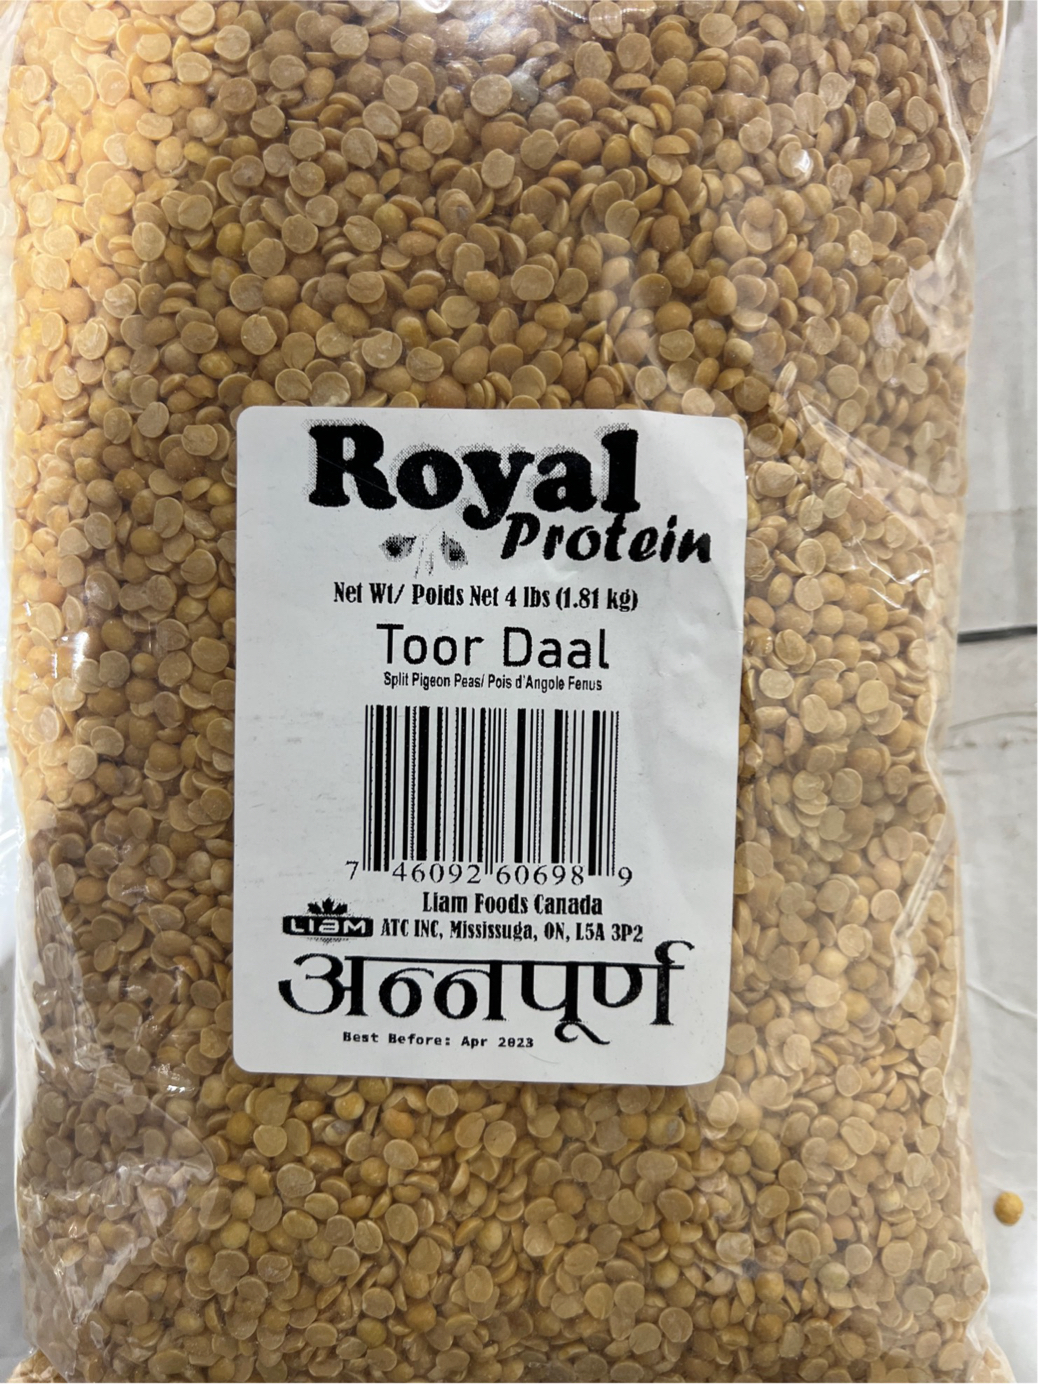 Royal
Protein
Net Wt/ Poids Net 4 lbs (1.81 kg)
Toor Daal
Split Pigeon Peas/ Pois d'Angole Fenus
7 46092 60698 9
Liam Foods Canada
LIAM ATC INC, Mississuga, ON, L5A 3P2
अन्नपूर्ण
Best Before: Apr 2023